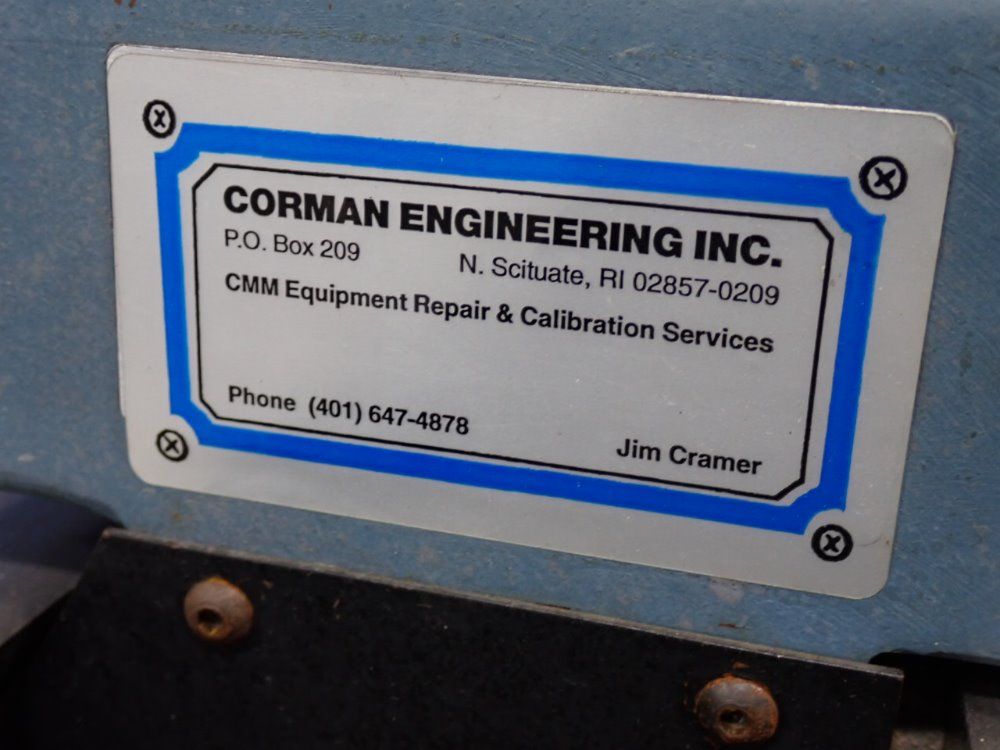 CORMAN ENGINEERING INC.
P.O. Box 209 N. Scituate, RI 02857-0209
CMM Equipment Repair & Calibration Services
Phone (401) 647-4878 Jim Cramer